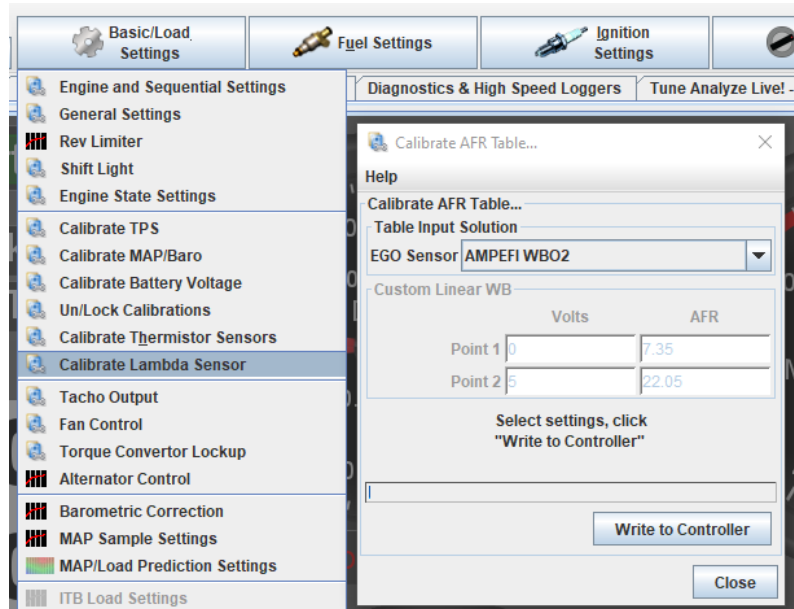 Basic/Load
Settings
Fuel Settings
Ignition
Settings
Diagnostics & High Speed Loggers
Tune Analyze Live! -
Engine and Sequential Settings
General Settings
Rev Limiter
Shift Light
Engine State Settings
Calibrate TPS
Calibrate MAP/Baro
Calibrate Battery Voltage
Un/Lock Calibrations
Calibrate Thermistor Sensors
Calibrate Lambda Sensor
Tacho Output
Fan Control
Torque Convertor Lockup
Alternator Control
Barometric Correction
MAP Sample Settings
MAP/Load Prediction Settings
ITB Load Settings
Calibrate AFR Table...
Help
Calibrate AFR Table...
Table Input Solution
EGO Sensor AMPEFI WBO2
Custom Linear WB
Volts AFR
Point 1 0 7.35
Point 2 5 22.05
Select settings, click
"Write to Controller"
Write to Controller
Close